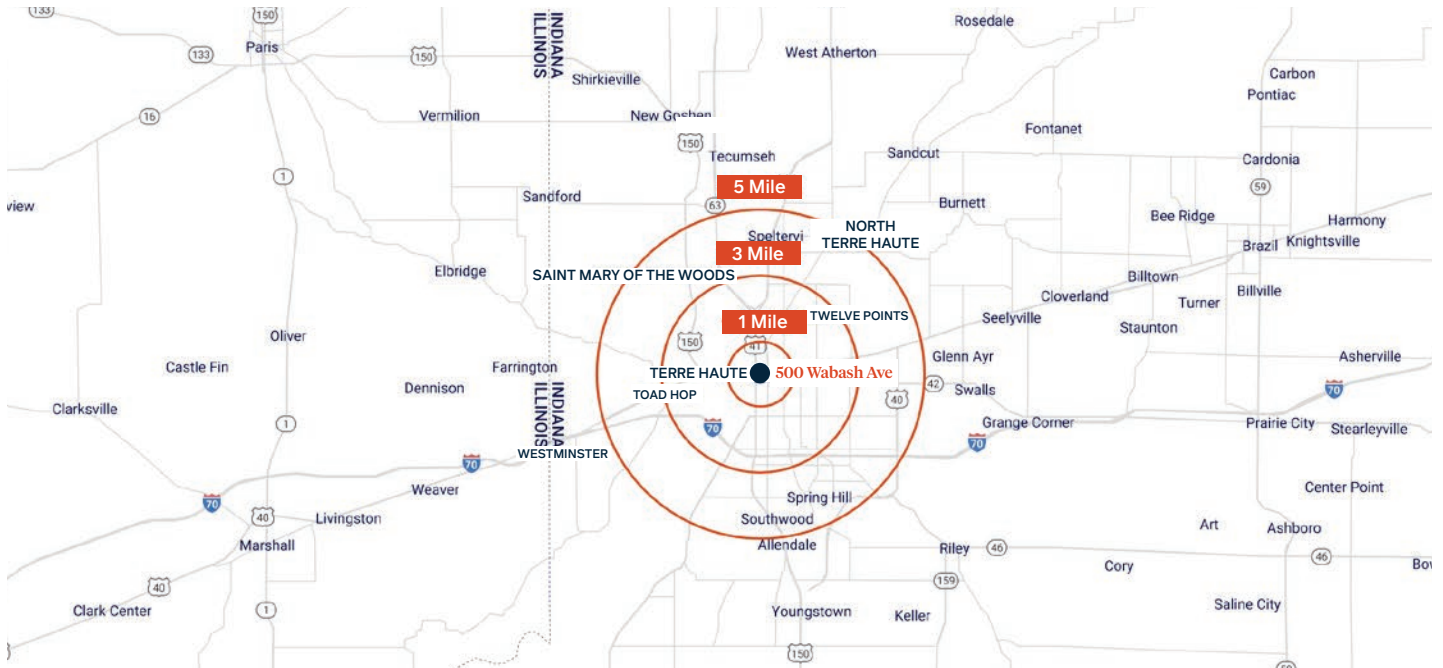 133
150
Rosedale
Paris
133
150
INDIANA
ILLINOIS
West Atherton
Shirkieville
Carbon
Pontiac
16
Vermilion
New Goshen
Fontanet
150
Tecumseh
Sandcut
Cardonia
1
5 Mile
59
Sandford
63
Burnett
view
Bee Ridge
Harmony
NORTH
TERRE HAUTE
Speltervi
Brazil
Knightsville
3 Mile
SAINT MARY OF THE WOODS
Elbridge
Billtown
Billville
Cloverland
Turner
1 Mile
TWELVE POINTS
Seelyville
Staunton
Oliver
150
41
Glenn Ayr
Asherville
Castle Fin
Farrington
TERRE HAUTE
500 Wabash Ave
Dennison
42
Swalls
70
TOAD HOP
40
INDIANA
ILLINOIS
Clarksville
1
70
Grange Corner
Prairie City
Stearleyville
70
WESTMINSTER
70
Weaver
Spring Hill
Center Point
70
40
Livingston
Southwood
Art
Ashboro
Marshall
Allendale
Riley
46
46
Cory
Bo
40
159
Clark Center
1
Youngstown
Keller
Saline City
150
59